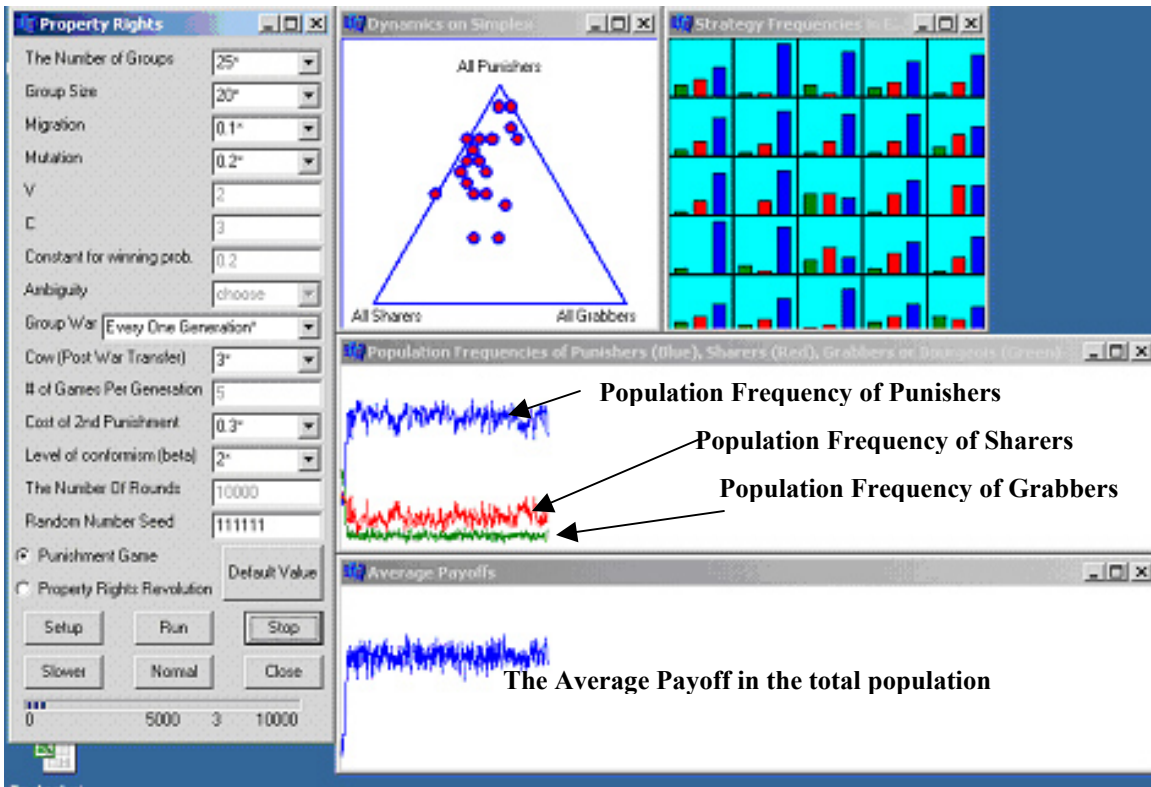 Property Rights
The Number of Groups 25*
Group Size 20*
Migration 0.1*
Mutation 0.2*
V 2
C 3
Constant for winning prob. 0.2
Ambiguity choose
Group War Every One Generation*
Cow (Post War Transfer) 3*
# of Games Per Generation 5
Cost of 2nd Punishment 0.3*
Level of conformism (beta) 2*
The Number Of Rounds 10000
Random Number Seed 111111
Punishment Game
Property Rights Revolution
Default Value
Setup Run Stop
Slower Normal Close
0 5000 3 10000
Dynamics on Simplex
All Punishers
All Sharers All Grabbers
Strategy Frequencies
Population Frequencies of Punishers (Blue), Sharers (Red), Grabbers or Bourgeois (Green)
Population Frequency of Punishers
Population Frequency of Sharers
Population Frequency of Grabbers
Average Payoffs
The Average Payoff in the total population